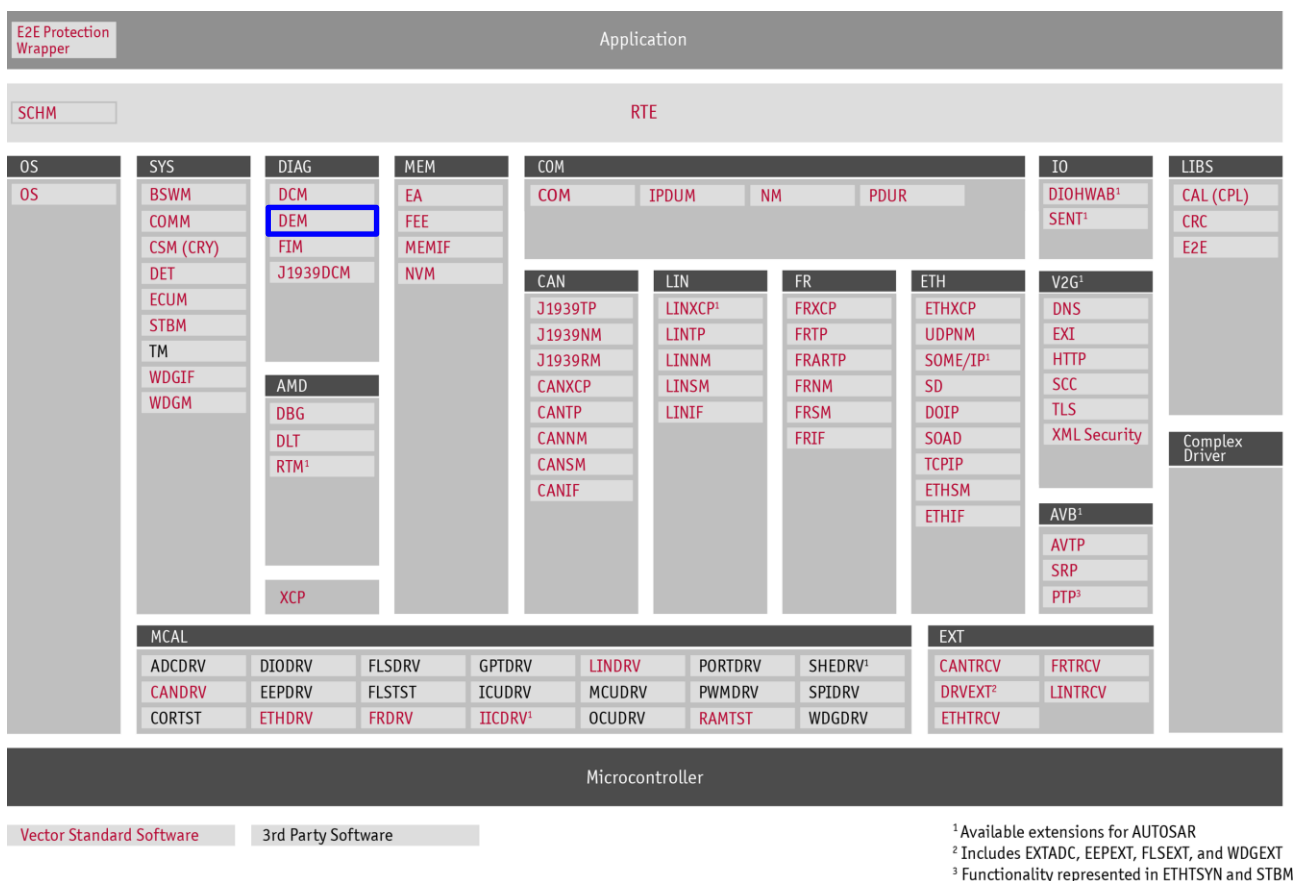 E2E Protection
Wrapper
Application
SCHM
RTE
OS
OS
SYS
BSWM
COMM
CSM (CRY)
DET
ECUM
STBM
TM
WDGIF
WDGM
DIAG
DCM
DEM
FIM
J1939DCM
AMD
DBG
DLT
RTM¹
XCP
MEM
EA
FEE
MEMIF
NVM
COM
COM
IPDUM
NM
PDUR
CAN
J1939TP
J1939NM
J1939RM
CANXCP
CANTP
CANNM
CANSM
CANIF
LIN
LINXCP¹
LINTP
LINNM
LINSM
LINIF
FR
FRXCP
FRTP
FRARTP
FRNM
FRSM
FRIF
ETH
ETHXCP
UDPNM
SOME/IP¹
SD
DOIP
SOAD
TCPIP
ETHSM
ETHIF
IO
DIOHWAB¹
SENT¹
V2G¹
DNS
EXI
HTTP
SCC
TLS
XML Security
AVB¹
AVTP
SRP
PTP³
LIBS
CAL (CPL)
CRC
E2E
Complex
Driver
MCAL
ADCDRV DIODRV FLSDRV GPTDRV LINDRV PORTDRV SHEDRV¹
CANDRV EEPDRV FLSTST ICUDRV MCUDRV PWMDRV SPIDRV
CORTST ETHDRV FRDRV IICDRV¹ OCUDRV RAMTST WDGDRV
EXT
CANTRCV FRTRCV
DRVEXT² LINTRCV
ETHTRCV
Microcontroller
Vector Standard Software
3rd Party Software
¹ Available extensions for AUTOSAR
² Includes EXTADC, EEPEXT, FLSEXT, and WDGEXT
³ Functionality represented in ETHTSYN and STBM